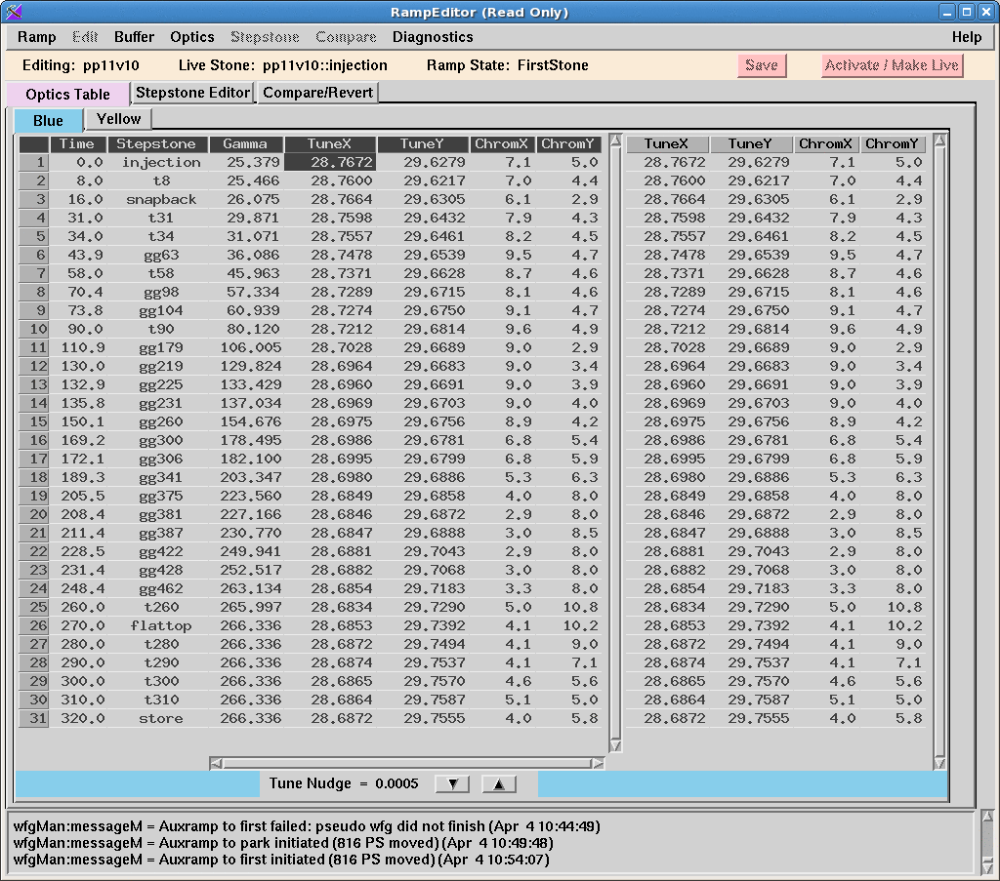 RampEditor (Read Only)
Ramp Edit Buffer Optics Stepstone Compare Diagnostics Help
Editing: pp11v10 Live Stone: pp11v10::injection Ramp State: FirstStone Save Activate / Make Live
Optics Table Stepstone Editor Compare/Revert
Blue Yellow
Time Stepstone Gamma TuneX TuneY ChromX ChromY TuneX TuneY ChromX ChromY
1 0.0 injection 25.379 28.7672 29.6279 7.1 5.0 28.7672 29.6279 7.1 5.0
2 8.0 t8 25.466 28.7600 29.6217 7.0 4.4 28.7600 29.6217 7.0 4.4
3 16.0 snapback 26.075 28.7664 29.6305 6.1 2.9 28.7664 29.6305 6.1 2.9
4 31.0 t31 29.871 28.7598 29.6432 7.9 4.3 28.7598 29.6432 7.9 4.3
5 34.0 t34 31.071 28.7557 29.6461 8.2 4.5 28.7557 29.6461 8.2 4.5
6 43.9 gg63 36.086 28.7478 29.6539 9.5 4.7 28.7478 29.6539 9.5 4.7
7 58.0 t58 45.963 28.7371 29.6628 8.7 4.6 28.7371 29.6628 8.7 4.6
8 70.4 gg98 57.334 28.7289 29.6715 8.1 4.6 28.7289 29.6715 8.1 4.6
9 73.8 gg104 60.939 28.7274 29.6750 9.1 4.7 28.7274 29.6750 9.1 4.7
10 90.0 t90 80.120 28.7212 29.6814 9.6 4.9 28.7212 29.6814 9.6 4.9
11 110.9 gg179 106.005 28.7028 29.6689 9.0 2.9 28.7028 29.6689 9.0 2.9
12 130.0 gg219 129.824 28.6964 29.6683 9.0 3.4 28.6964 29.6683 9.0 3.4
13 132.9 gg225 133.429 28.6960 29.6691 9.0 3.9 28.6960 29.6691 9.0 3.9
14 135.8 gg231 137.034 28.6969 29.6703 9.0 4.0 28.6969 29.6703 9.0 4.0
15 150.1 gg260 154.676 28.6975 29.6756 8.9 4.2 28.6975 29.6756 8.9 4.2
16 169.2 gg300 178.495 28.6986 29.6781 6.8 5.4 28.6986 29.6781 6.8 5.4
17 172.1 gg306 182.100 28.6995 29.6799 6.8 5.9 28.6995 29.6799 6.8 5.9
18 189.3 gg341 203.347 28.6980 29.6886 5.3 6.3 28.6980 29.6886 5.3 6.3
19 205.5 gg375 223.560 28.6849 29.6858 4.0 8.0 28.6849 29.6858 4.0 8.0
20 208.4 gg381 227.166 28.6846 29.6872 2.9 8.0 28.6846 29.6872 2.9 8.0
21 211.4 gg387 230.770 28.6847 29.6888 3.0 8.5 28.6847 29.6888 3.0 8.5
22 228.5 gg422 249.941 28.6881 29.7043 2.9 8.0 28.6881 29.7043 2.9 8.0
23 231.4 gg428 252.517 28.6882 29.7068 3.0 8.0 28.6882 29.7068 3.0 8.0
24 248.4 gg462 263.134 28.6854 29.7183 3.3 8.0 28.6854 29.7183 3.3 8.0
25 260.0 t260 265.997 28.6834 29.7290 5.0 10.8 28.6834 29.7290 5.0 10.8
26 270.0 flattop 266.336 28.6853 29.7392 4.1 10.2 28.6853 29.7392 4.1 10.2
27 280.0 t280 266.336 28.6872 29.7494 4.1 9.0 28.6872 29.7494 4.1 9.0
28 290.0 t290 266.336 28.6874 29.7537 4.1 7.1 28.6874 29.7537 4.1 7.1
29 300.0 t300 266.336 28.6865 29.7570 4.6 5.6 28.6865 29.7570 4.6 5.6
30 310.0 t310 266.336 28.6864 29.7587 5.1 5.0 28.6864 29.7587 5.1 5.0
31 320.0 store 266.336 28.6872 29.7555 4.0 5.8 28.6872 29.7555 4.0 5.8
Tune Nudge = 0.0005
wfgMan:messageM = Auxramp to first failed: pseudo wfg did not finish (Apr 4 10:44:49)
wfgMan:messageM = Auxramp to park initiated (816 PS moved) (Apr 4 10:49:48)
wfgMan:messageM = Auxramp to first initiated (816 PS moved) (Apr 4 10:54:07)